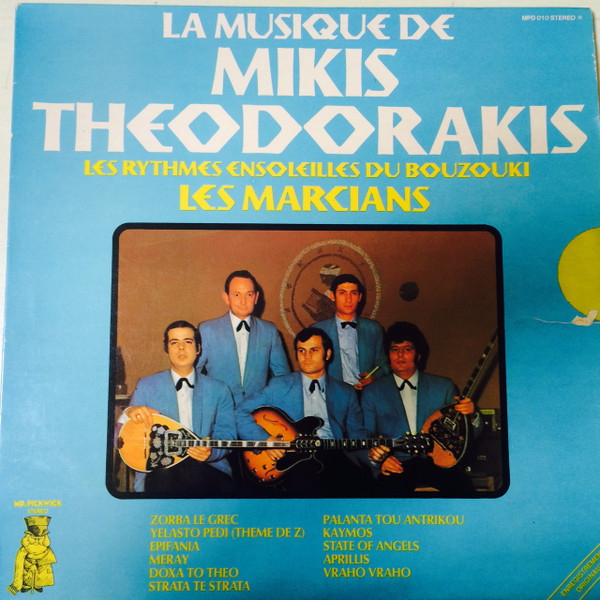 MPD 010 STEREO
LA MUSIQUE DE
MIKIS
THEODORAKIS
LES RYTHMES ENSOLEILLES DU BOUZOUKI
LES MARCIANS
MR. PICKWICK
STEREO
ZORBA LE GREC
YELASTO PEDI (THEME DE Z)
EPIFANIA
MERAY
DOXA TO THEO
STRATA TE STRATA
PALANTA TOU ANTRIKOU
KAYMOS
STATE OF ANGELS
APRILLIS
VRAHO VRAHO